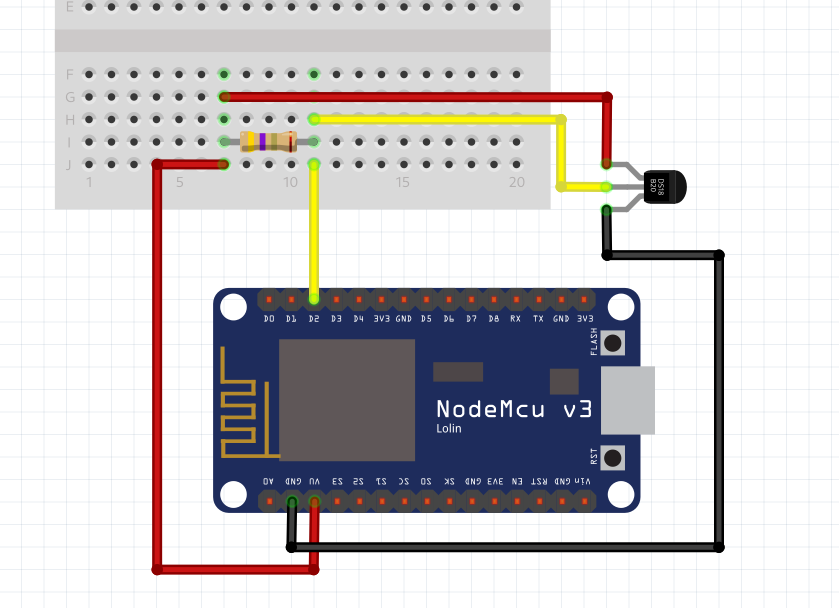 E
F
G
H
I
J
1 5 10 15 20
DS18
B20
D0 D1 D2 D3 D4 3V3 GND D5 D6 D7 D8 RX TX GND 3V3
FLASH
NodeMcu v3
Lolin
RST
A0 GND VU S3 S2 S1 SC S0 SK GND 3V3 EN RST GND Vin